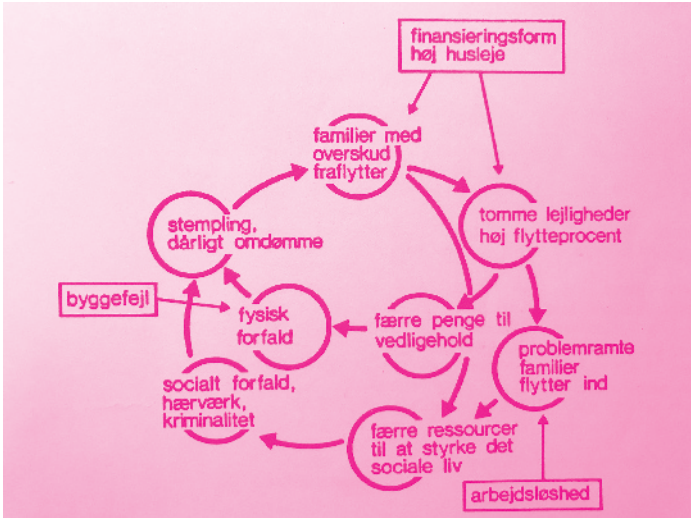 finansieringsform
høj husleje
familier med
overskud
fraflytter
tomme lejligheder
høj flytteprocent
stempling,
dårligt omdømme
byggefejl
fysisk
forfald
færre penge til
vedligehold
problemramte
familier
flytter ind
socialt forfald,
hærværk,
kriminalitet
færre ressourcer
til at styrke det
sociale liv
arbejdsløshed